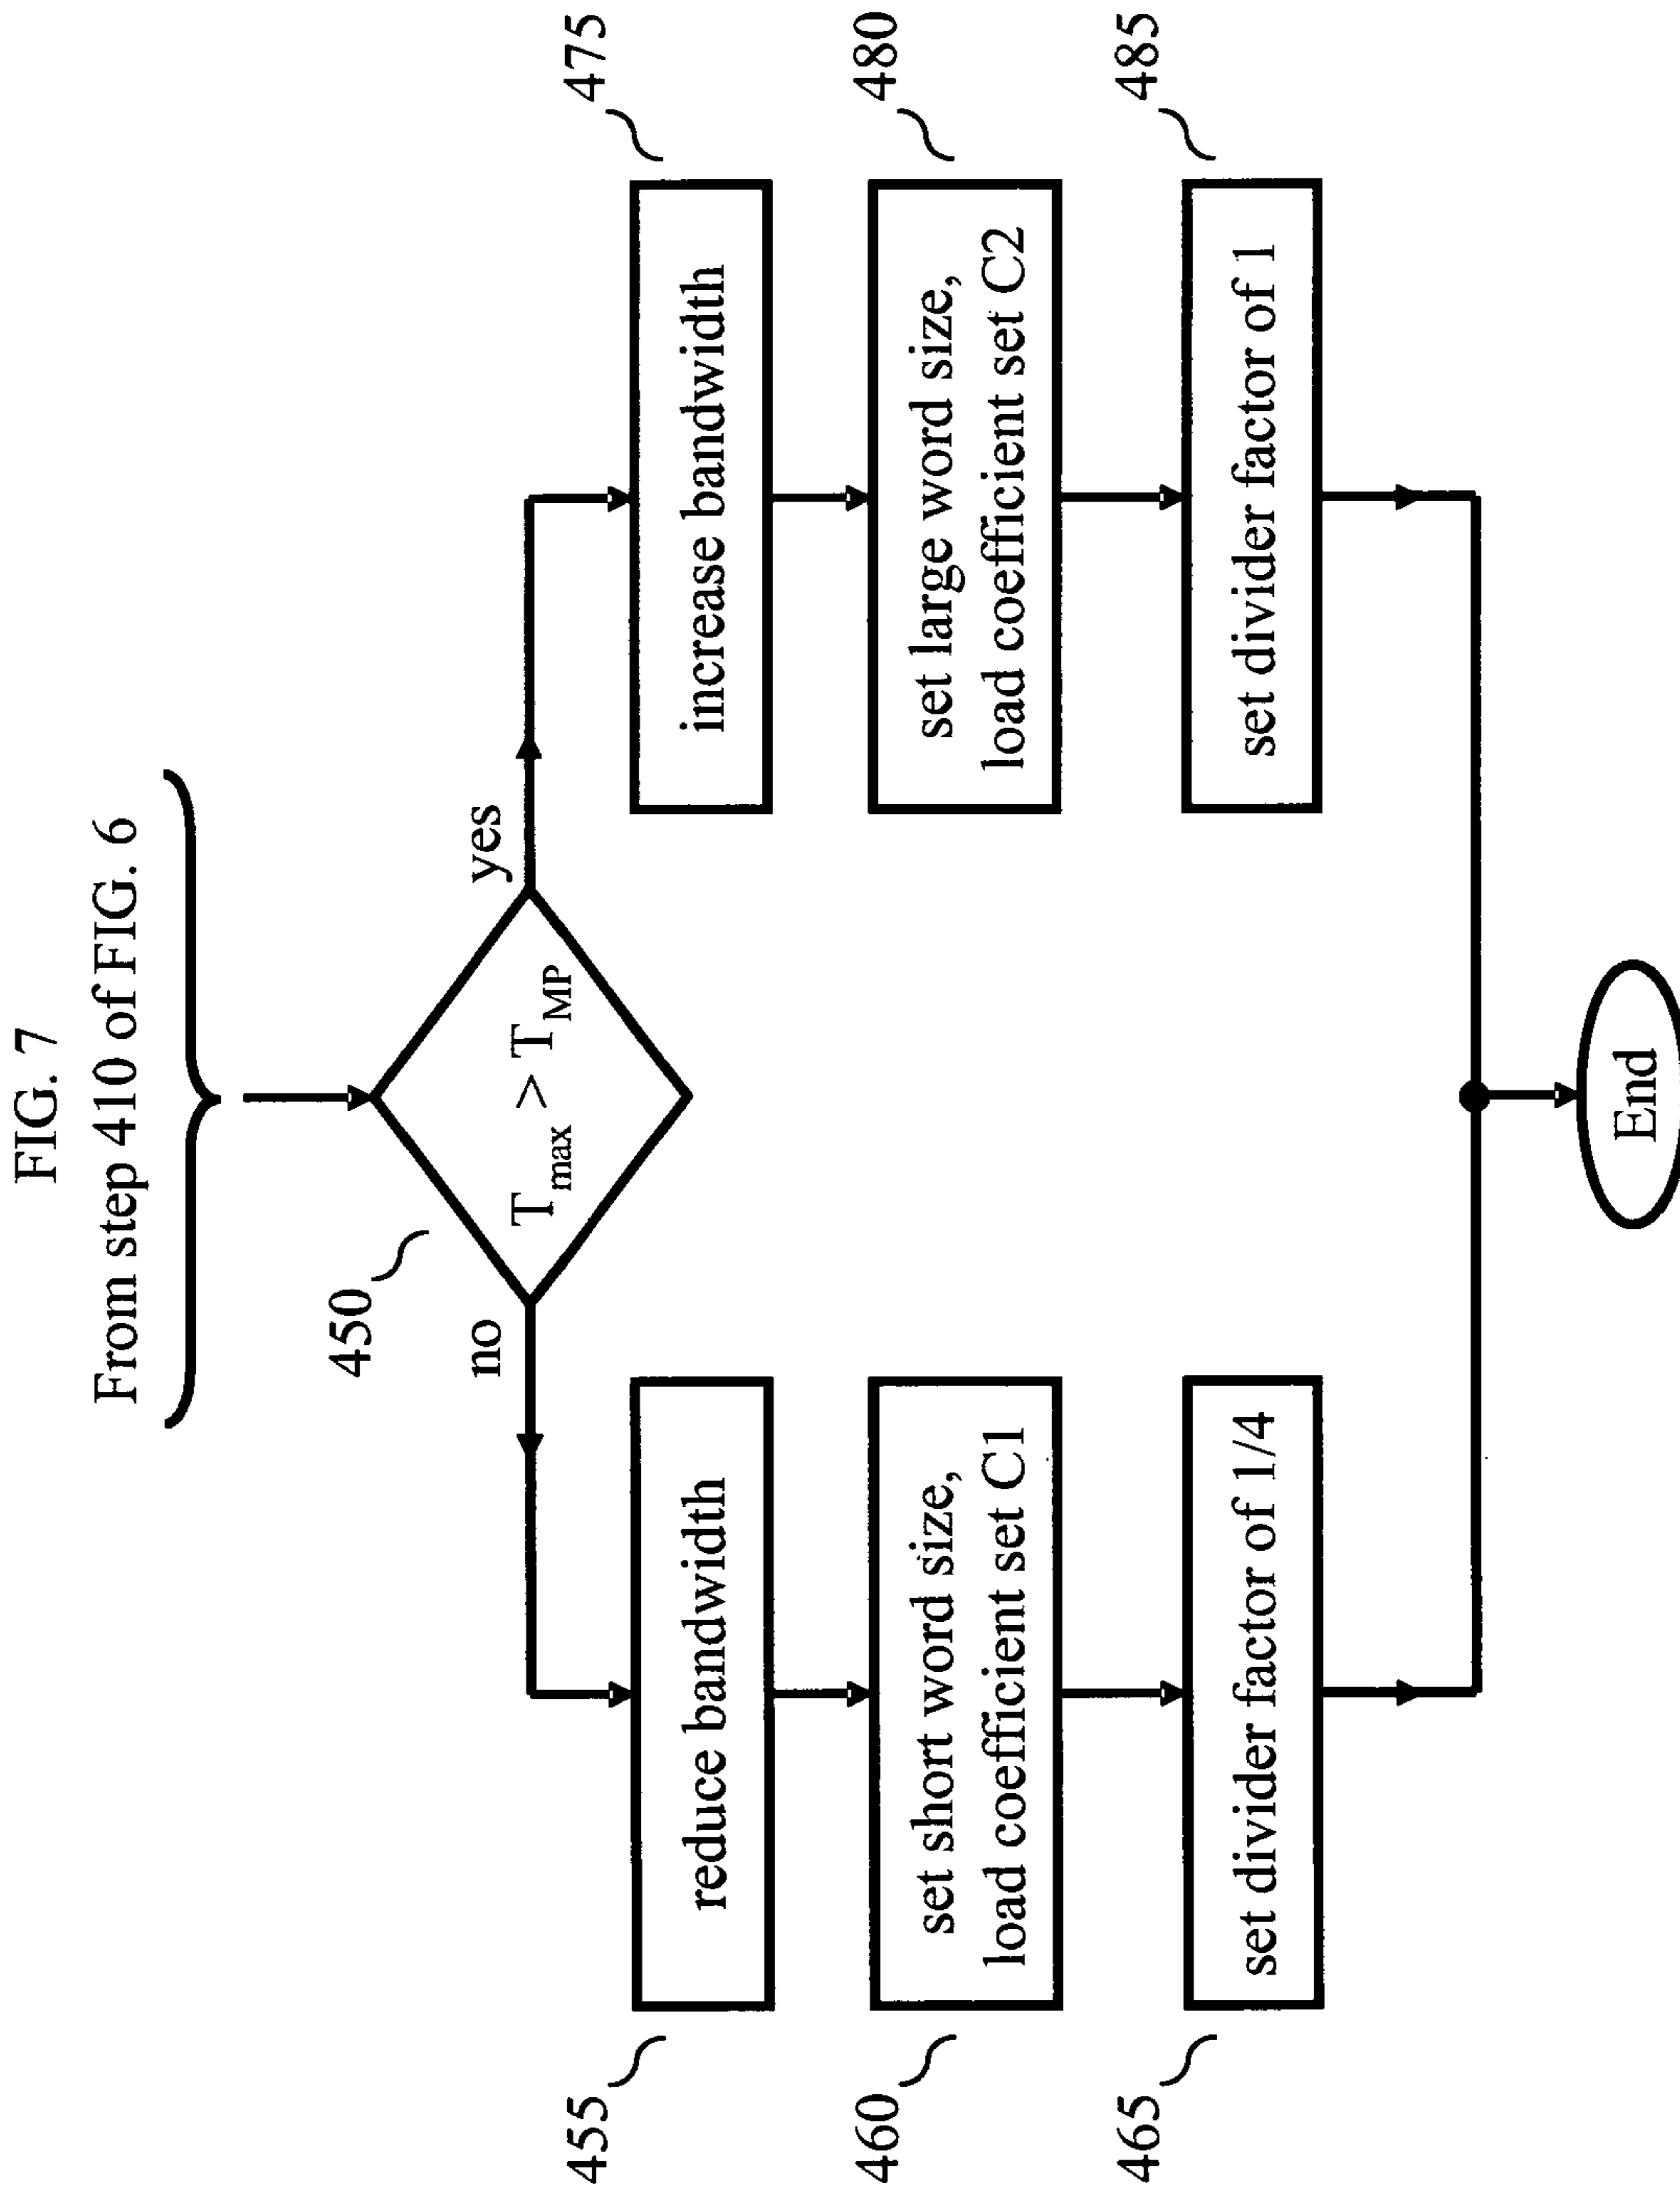 FIG. 7
From step 410 of FIG. 6
450
T max > T MP
no
yes
455
reduce bandwidth
460
set short word size,
load coefficient set C1
465
set divider factor of 1/4
475
increase bandwidth
480
set large word size,
load coefficient set C2
485
set divider factor of 1
End